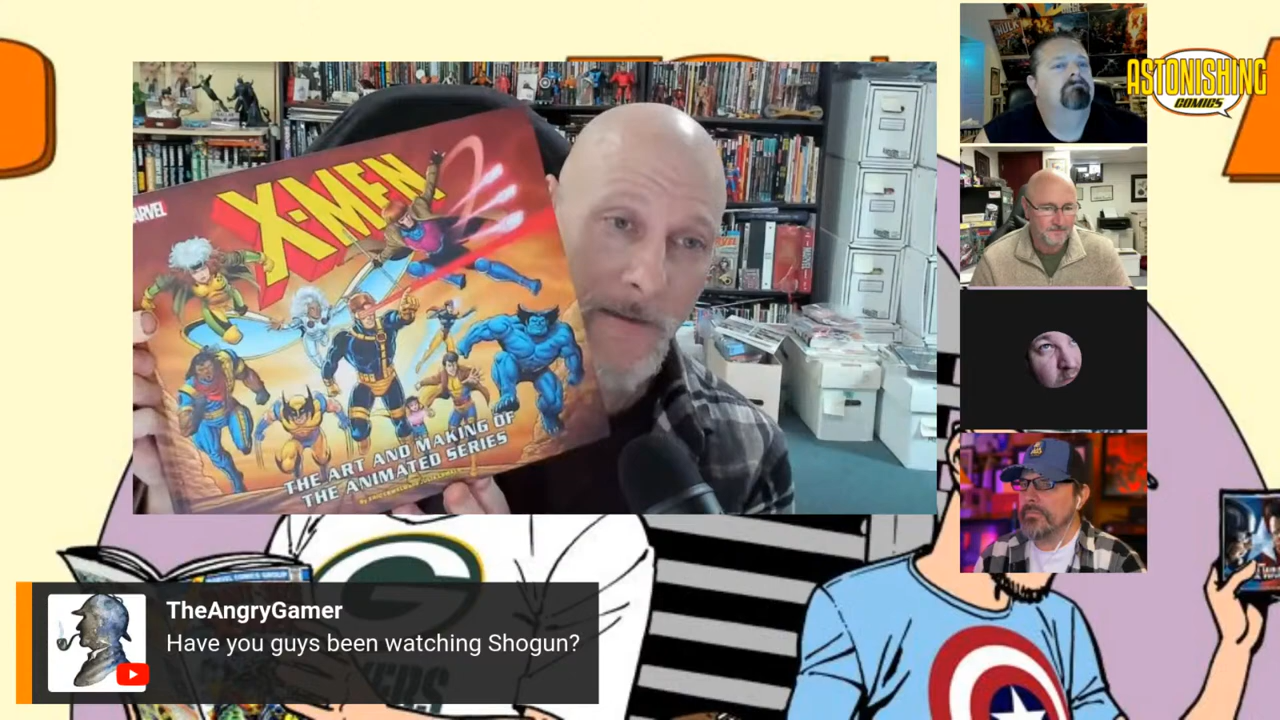 ASTONISHING
COMICS
MARVEL
X-MEN
THE ART AND MAKING OF
THE ANIMATED SERIES
TheAngryGamer
Have you guys been watching Shogun?